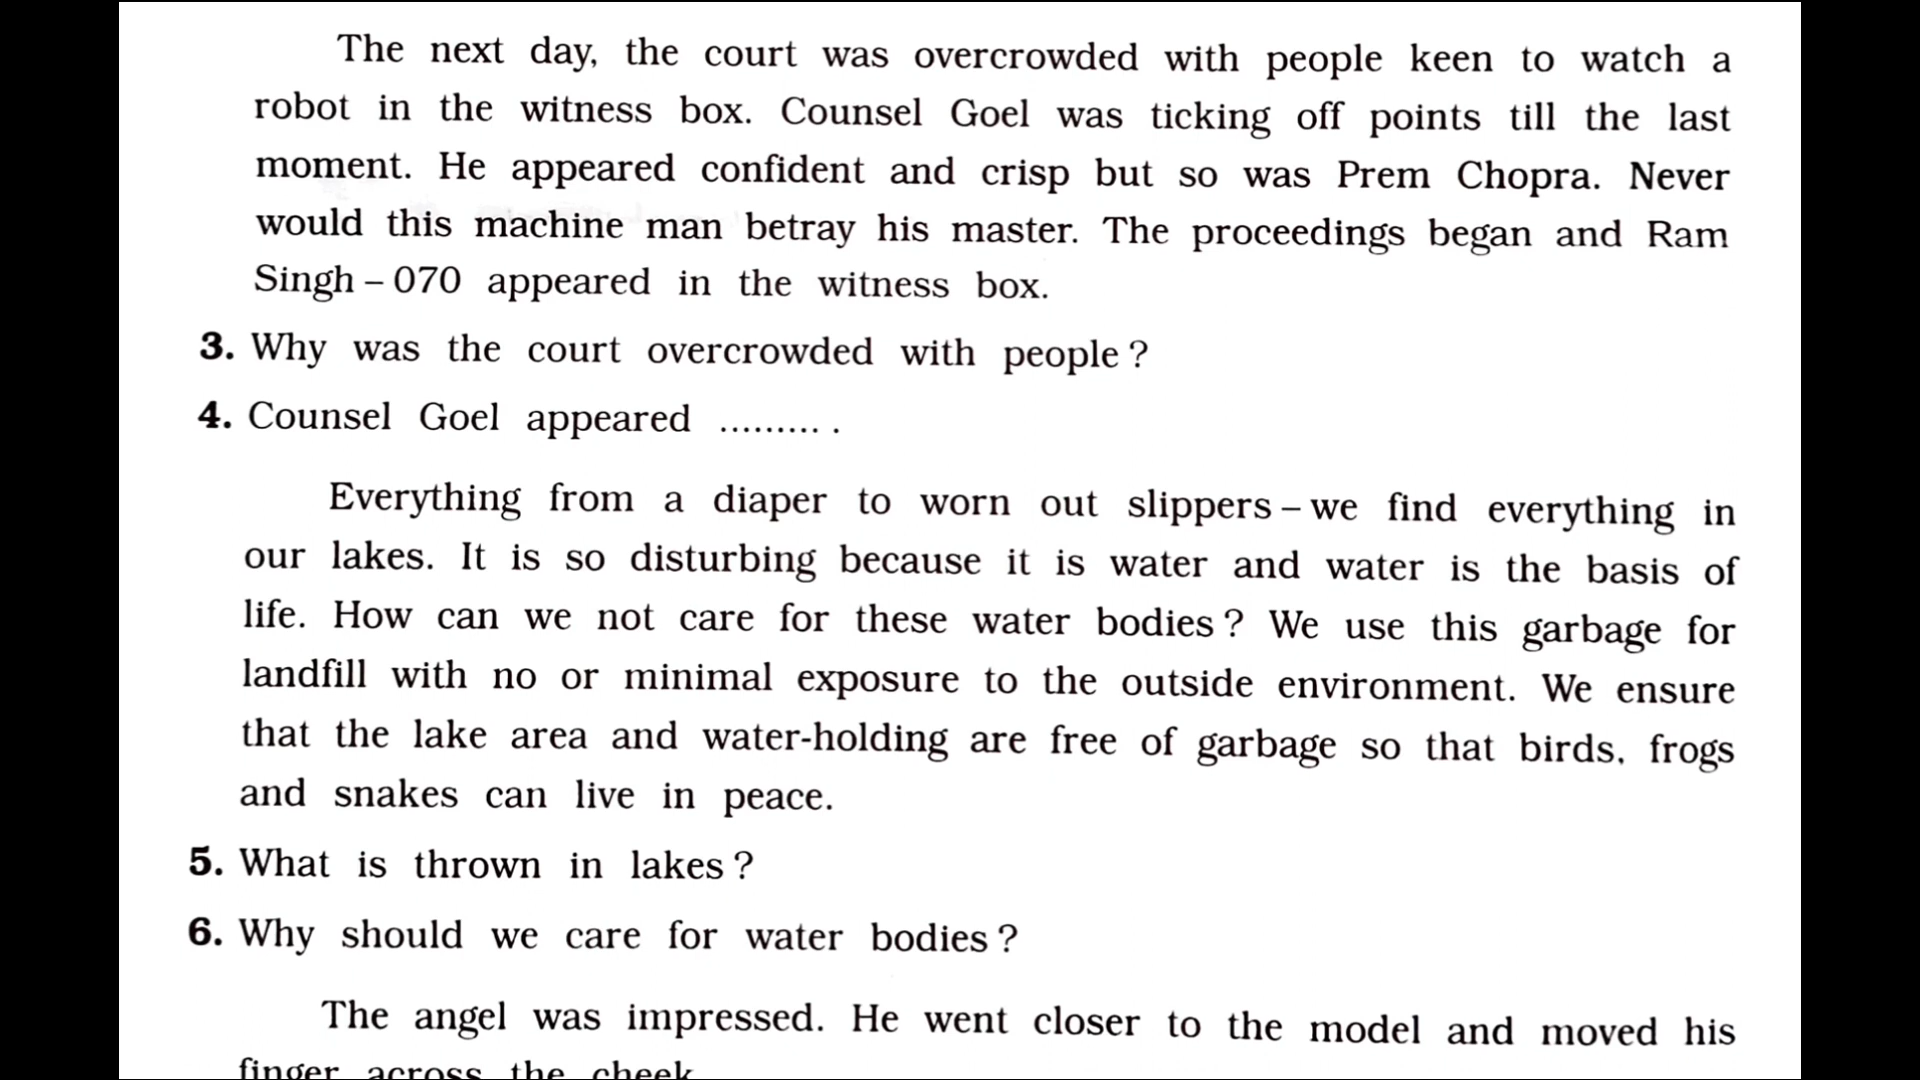 The next day, the court was overcrowded with people keen to watch a
robot in the witness box. Counsel Goel was ticking off points till the last
moment. He appeared confident and crisp but so was Prem Chopra. Never
would this machine man betray his master. The proceedings began and Ram
Singh – 070 appeared in the witness box.
3. Why was the court overcrowded with people ?
4. Counsel Goel appeared ......... .
Everything from a diaper to worn out slippers – we find everything in
our lakes. It is so disturbing because it is water and water is the basis of
life. How can we not care for these water bodies ? We use this garbage for
landfill with no or minimal exposure to the outside environment. We ensure
that the lake area and water-holding are free of garbage so that birds, frogs
and snakes can live in peace.
5. What is thrown in lakes ?
6. Why should we care for water bodies ?
The angel was impressed. He went closer to the model and moved his
finger across the cheek